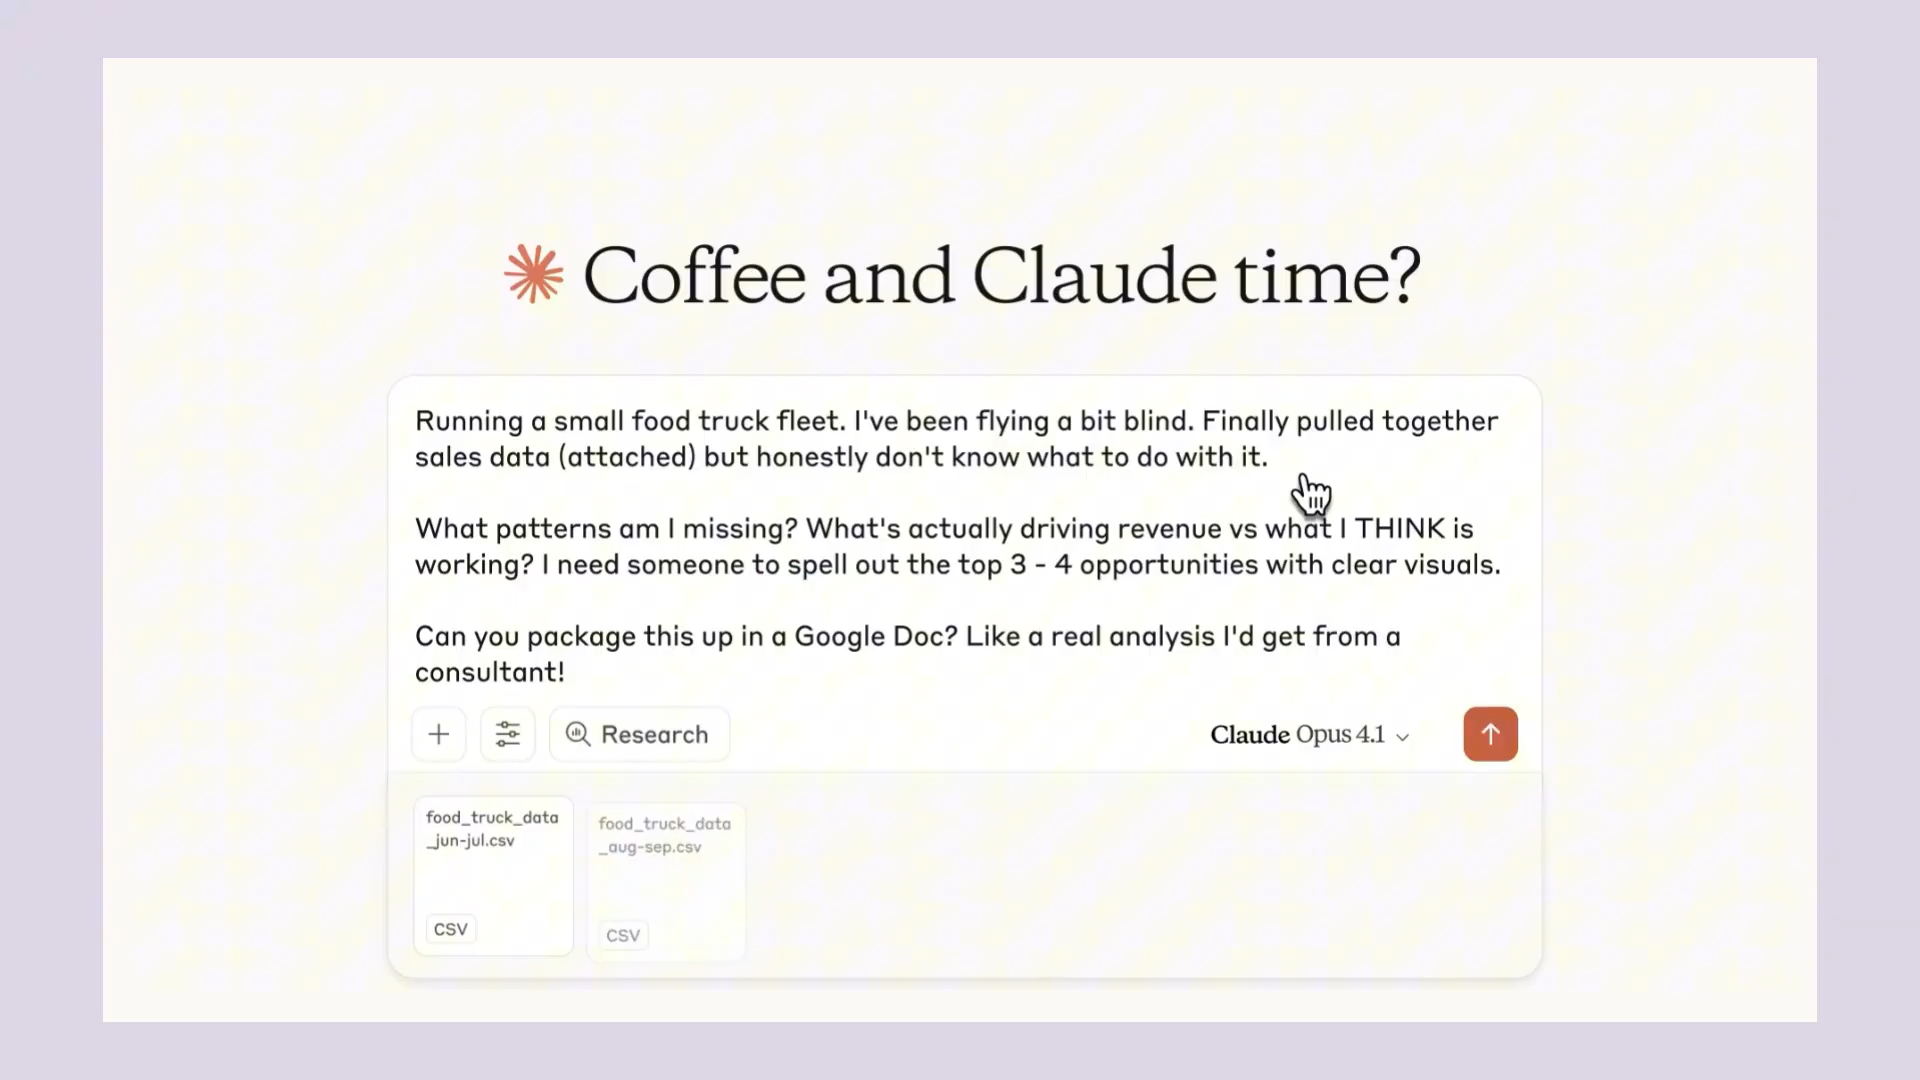 Coffee and Claude time?
Running a small food truck fleet. I've been flying a bit blind. Finally pulled together
sales data (attached) but honestly don't know what to do with it.
What patterns am I missing? What's actually driving revenue vs what I THINK is
working? I need someone to spell out the top 3 - 4 opportunities with clear visuals.
Can you package this up in a Google Doc? Like a real analysis I'd get from a
consultant!
Research
Claude Opus 4.1
food_truck_data
_jun-jul.csv
CSV
food_truck_data
_aug-sep.csv
CSV